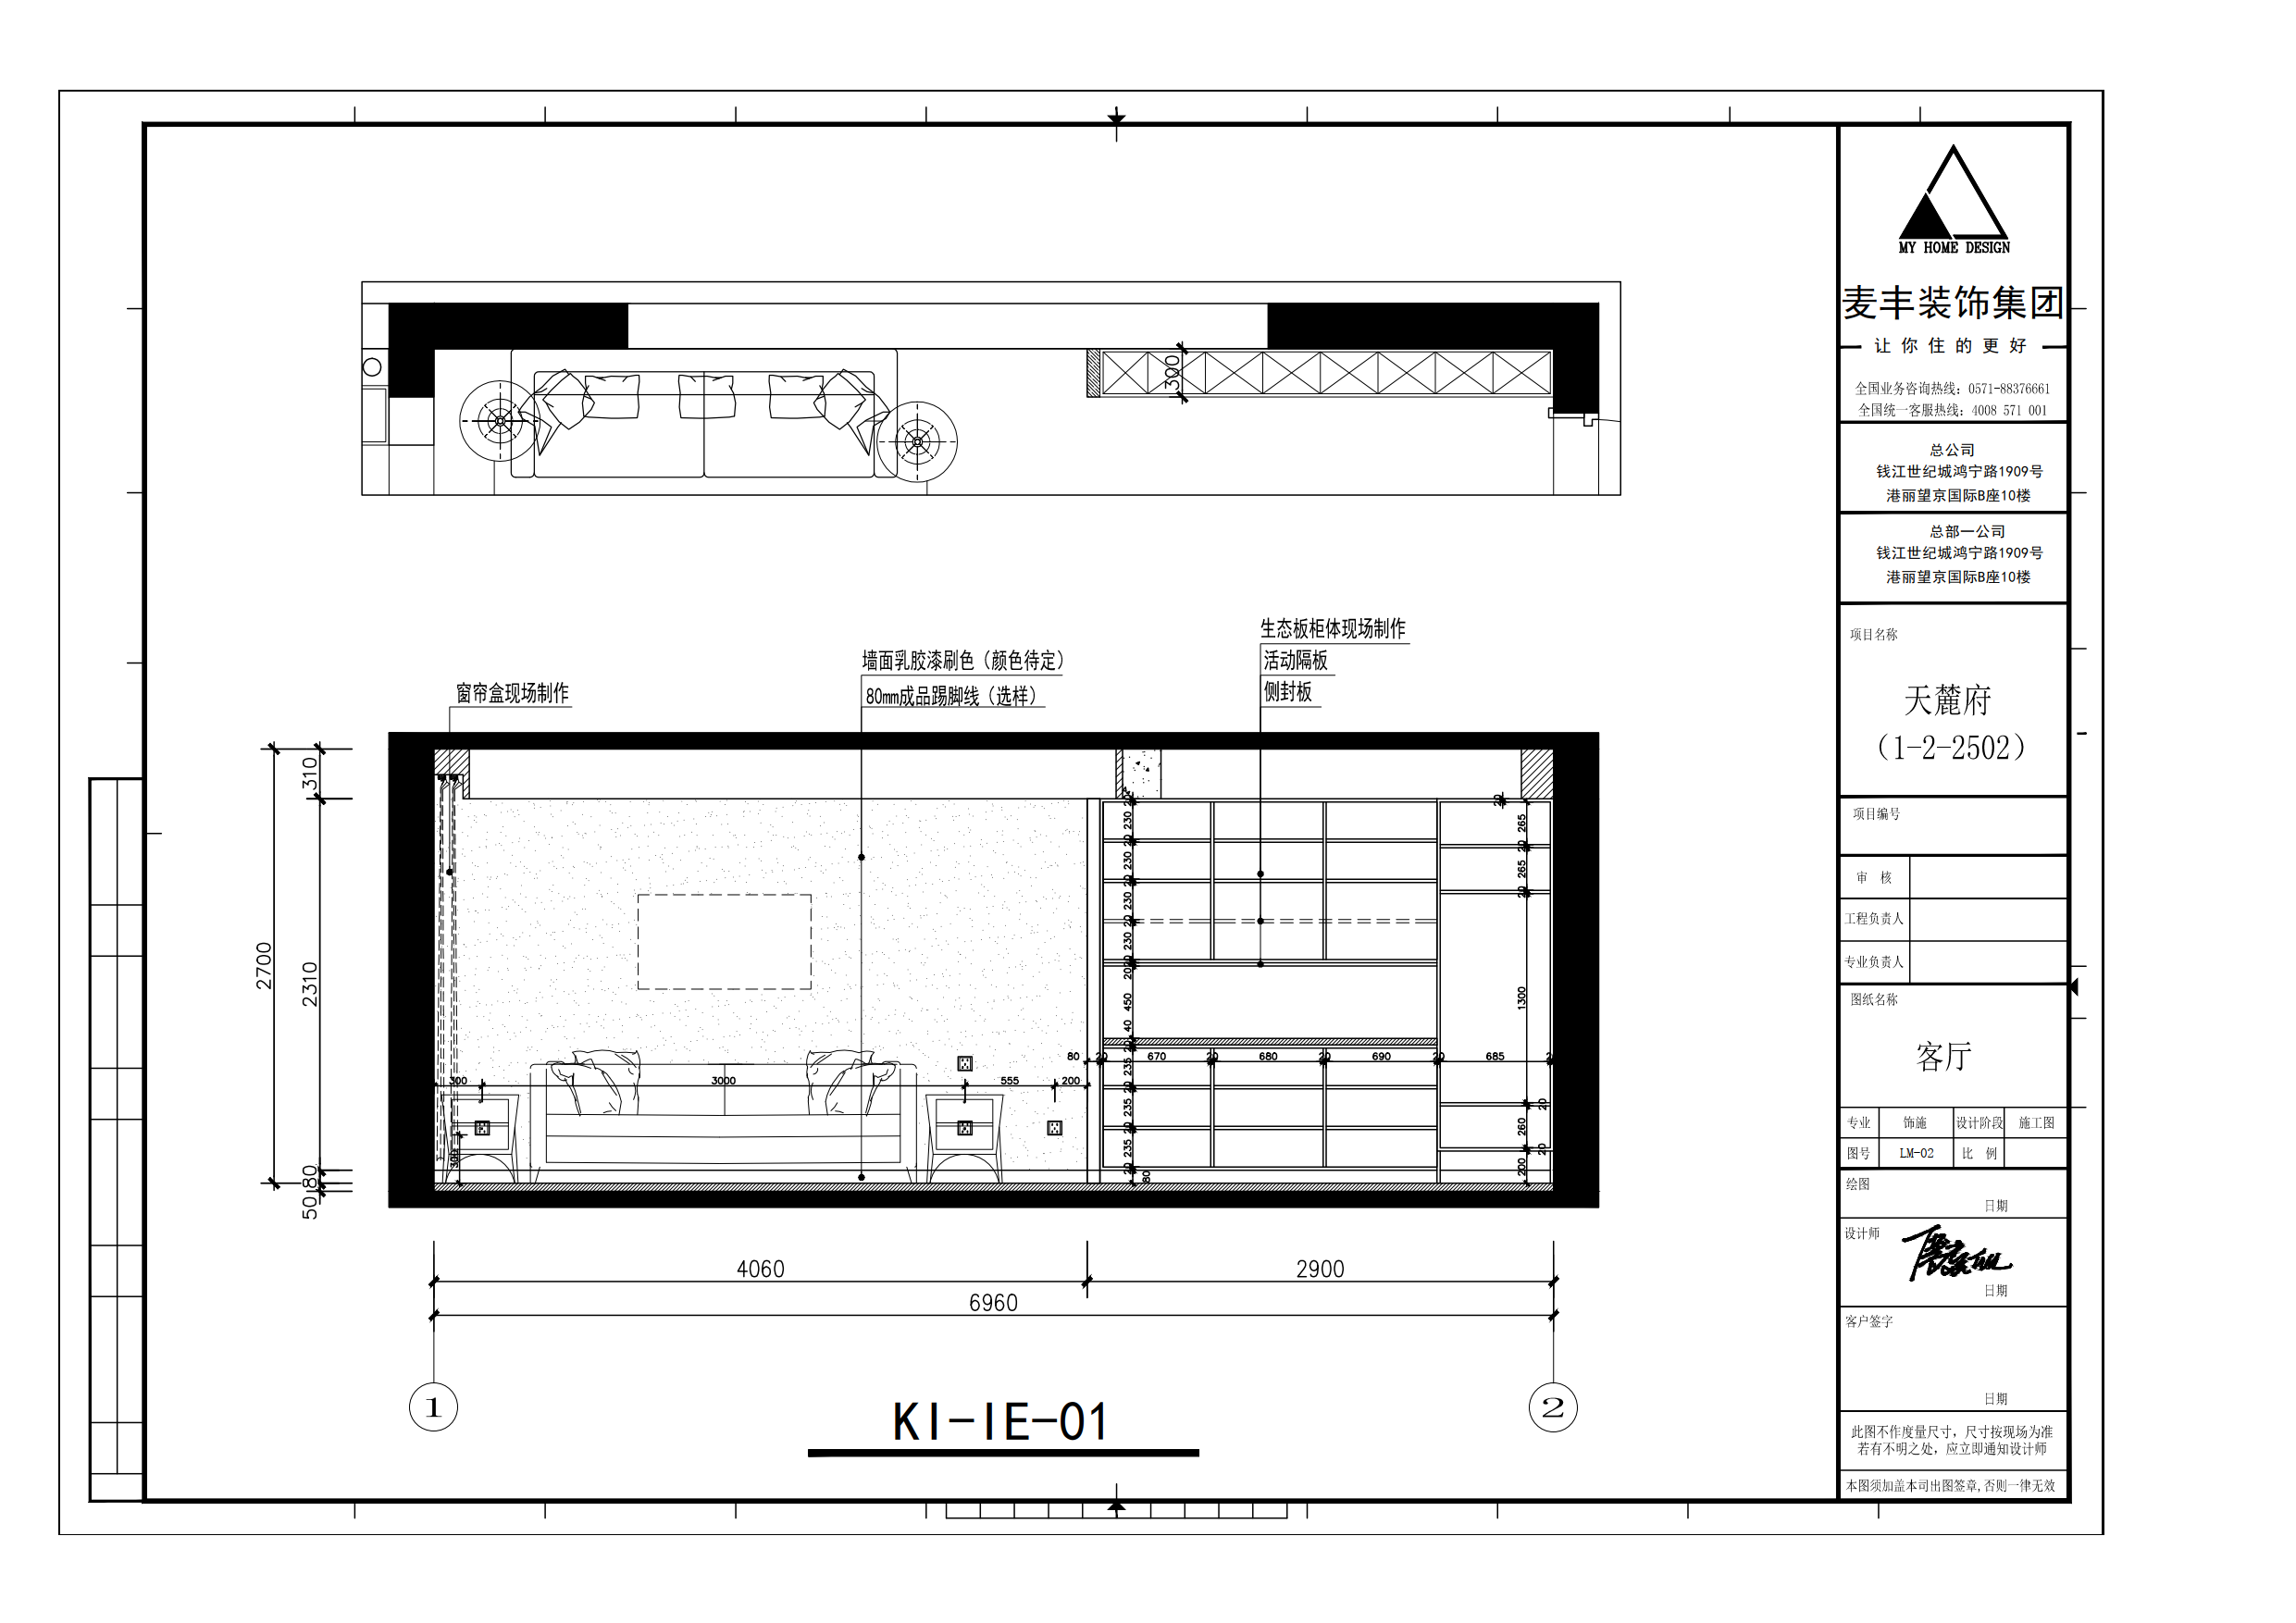 300
生态板柜体现场制作
墙面乳胶漆刷色（颜色待定）
活动隔板
窗帘盒现场制作
80mm成品踢脚线（选样）
侧封板
2700
310
2310
80
50
20
230
20
230
20
230
20
230
20
20
450
40
20
235
20
235
20
235
20
80
20
265
20
265
20
1300
20
260
20
200
80
20
670
20
680
20
690
20
685
300
3000
555
200
300
4060
2900
6960
1
2
KI-IE-01
MY HOME DESIGN
麦丰装饰集团
让你住的更好
全国业务咨询热线: 0571-88376661
全国统一客服热线: 4008 571 001
总公司
钱江世纪城鸿宁路1909号
港丽望京国际B座10楼
总部一公司
钱江世纪城鸿宁路1909号
港丽望京国际B座10楼
项目名称
天麓府
（1-2-2502）
项目编号
审 核
工程负责人
专业负责人
图纸名称
客厅
专业 饰施 设计阶段 施工图
图号 LM-02 比 例
绘图
日期
设计师
日期
客户签字
日期
此图不作度量尺寸，尺寸按现场为准
若有不明之处，应立即通知设计师
本图须加盖本司出图签章,否则一律无效